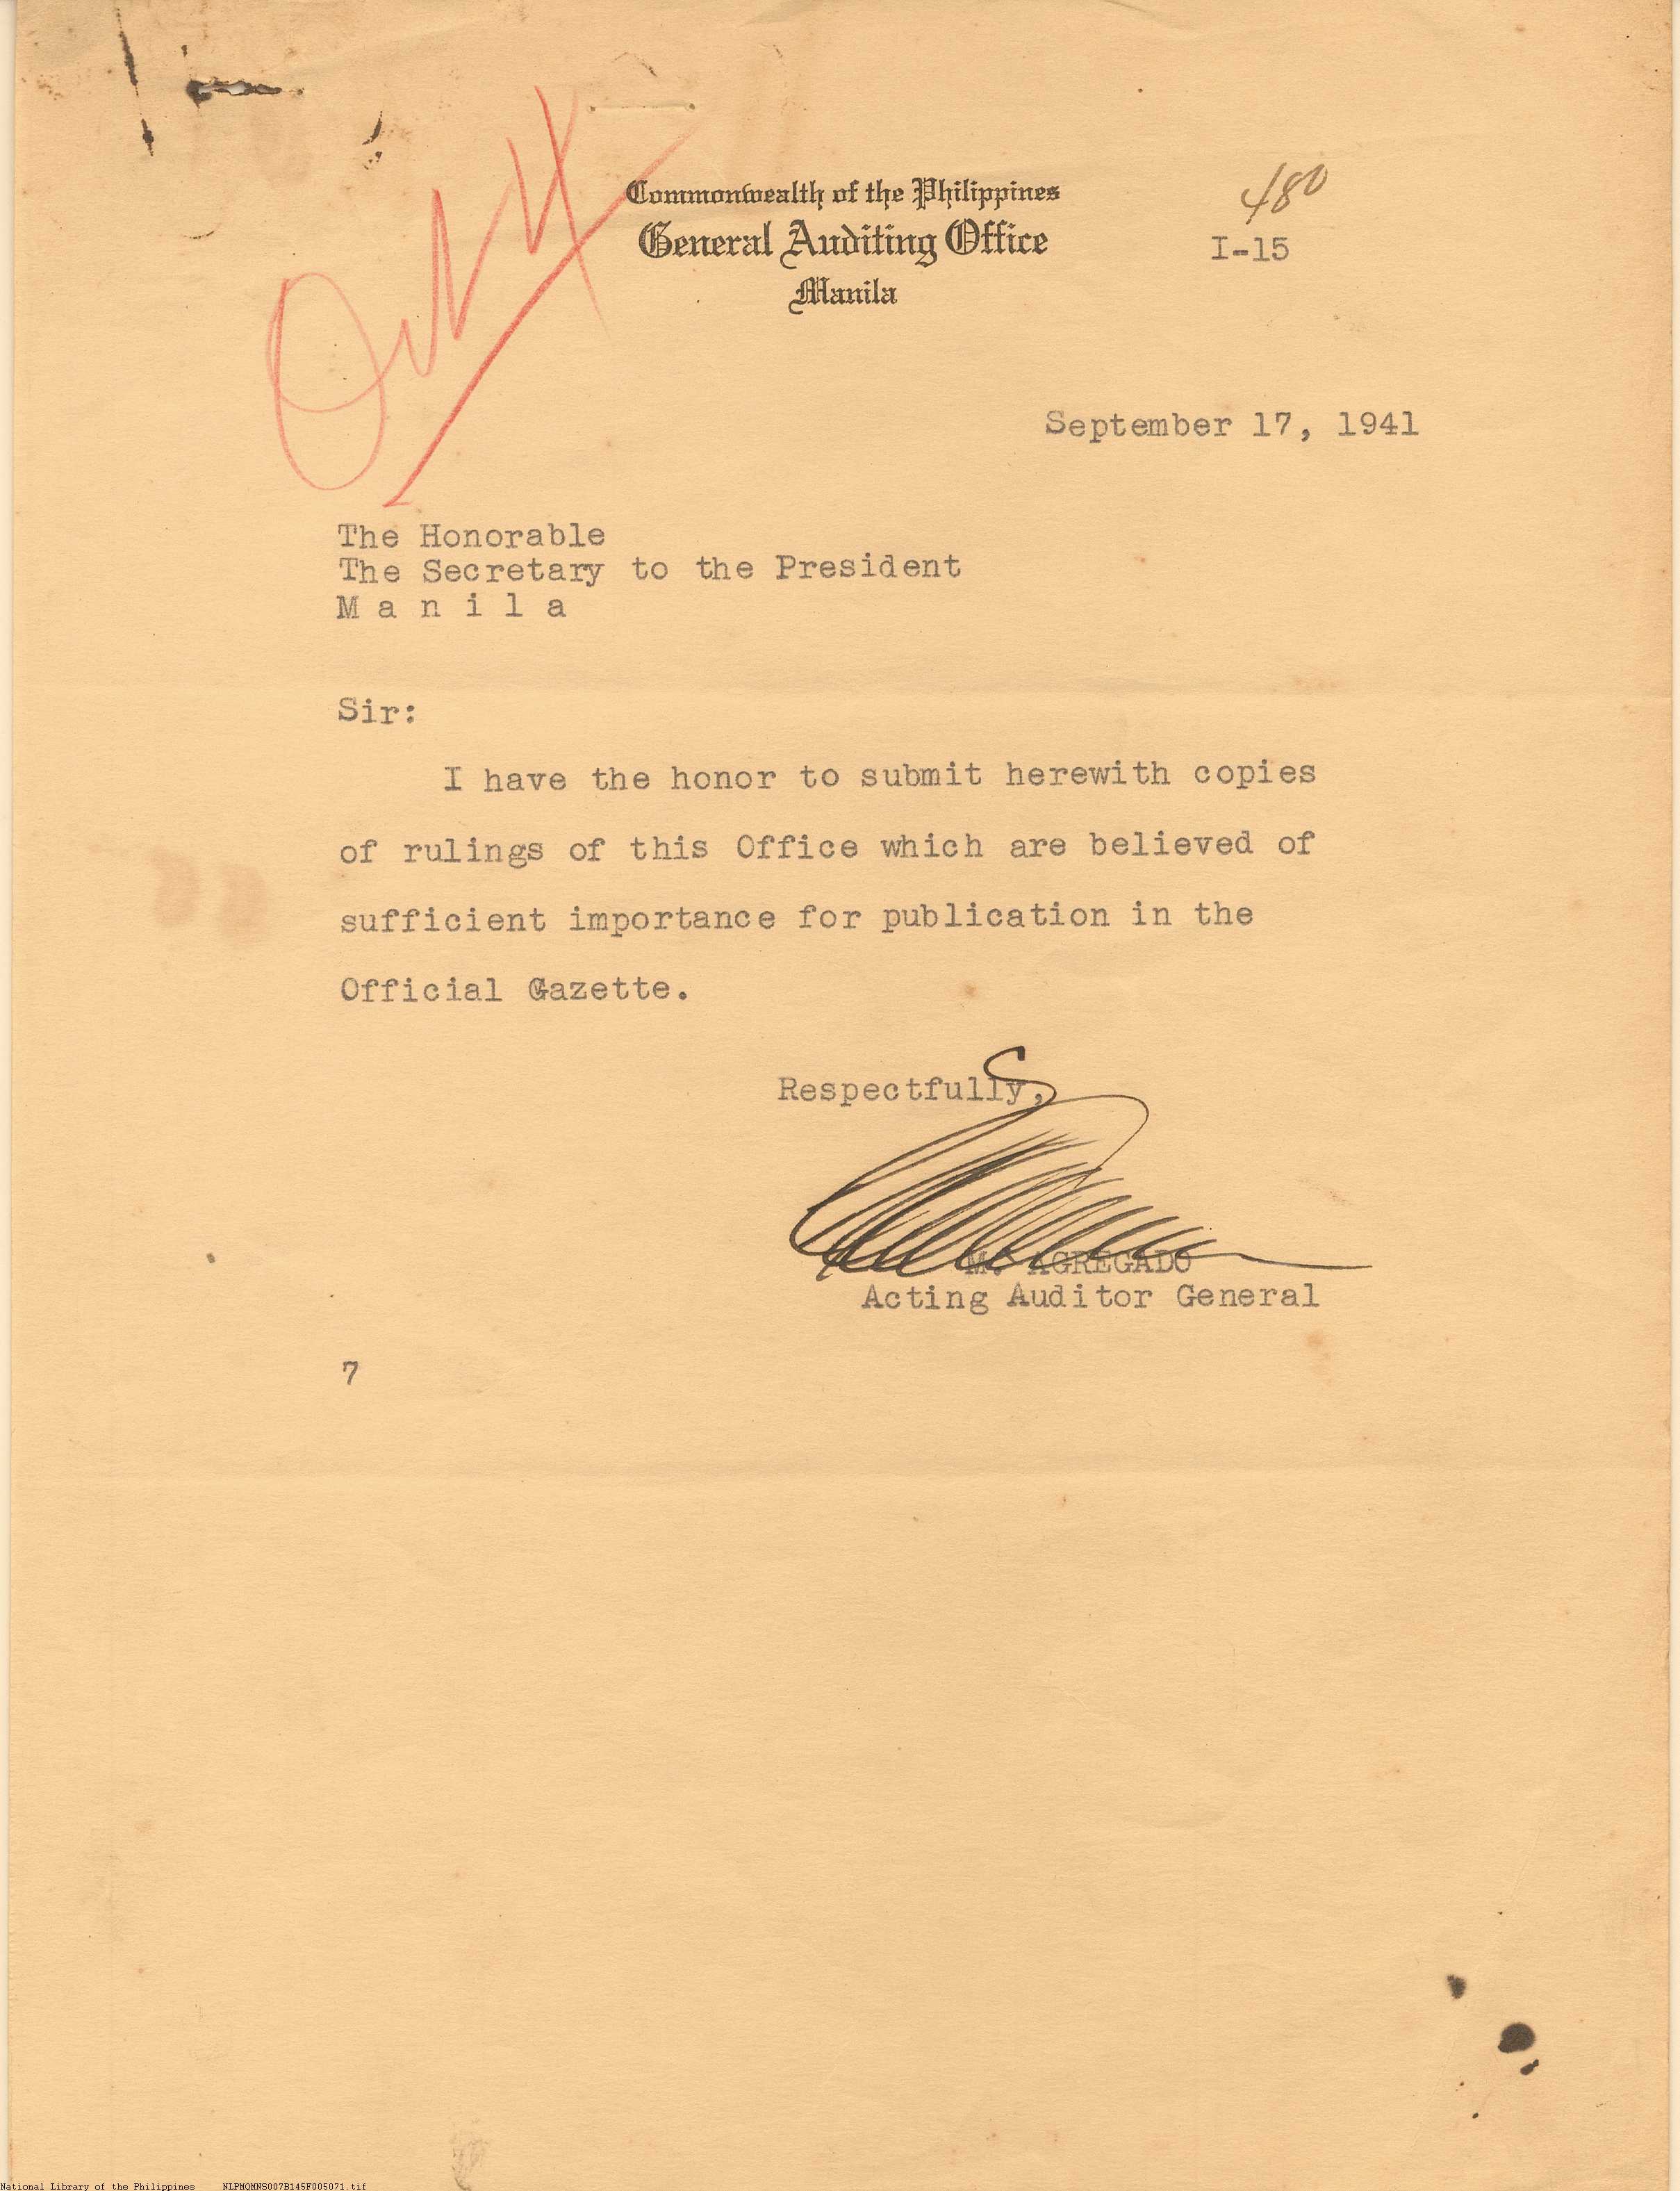 480
Commonwealth of the Philippines
General Auditing Office
Manila
I-15
September 17, 1941
The Honorable
The Secretary to the President
M a n i l a
Sir:
I have the honor to submit herewith copies
of rulings of this Office which are believed of
sufficient importance for publication in the
Official Gazette.
Respectfully,
M. AGREGADO
Acting Auditor General
7
National Library of the Philippines NLPMQMNS007B145F005071.tif